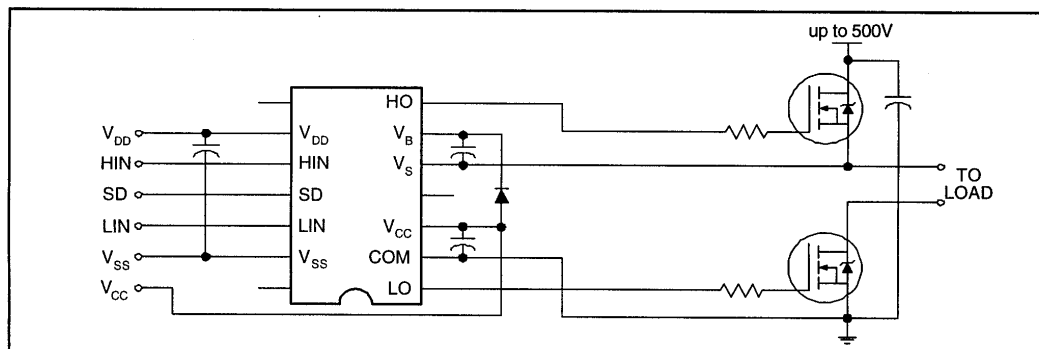 up to 500V
HO
V_DD V_DD V_B
HIN HIN V_S
TO
LOAD
SD SD
LIN LIN V_CC
V_SS V_SS COM
V_CC LO